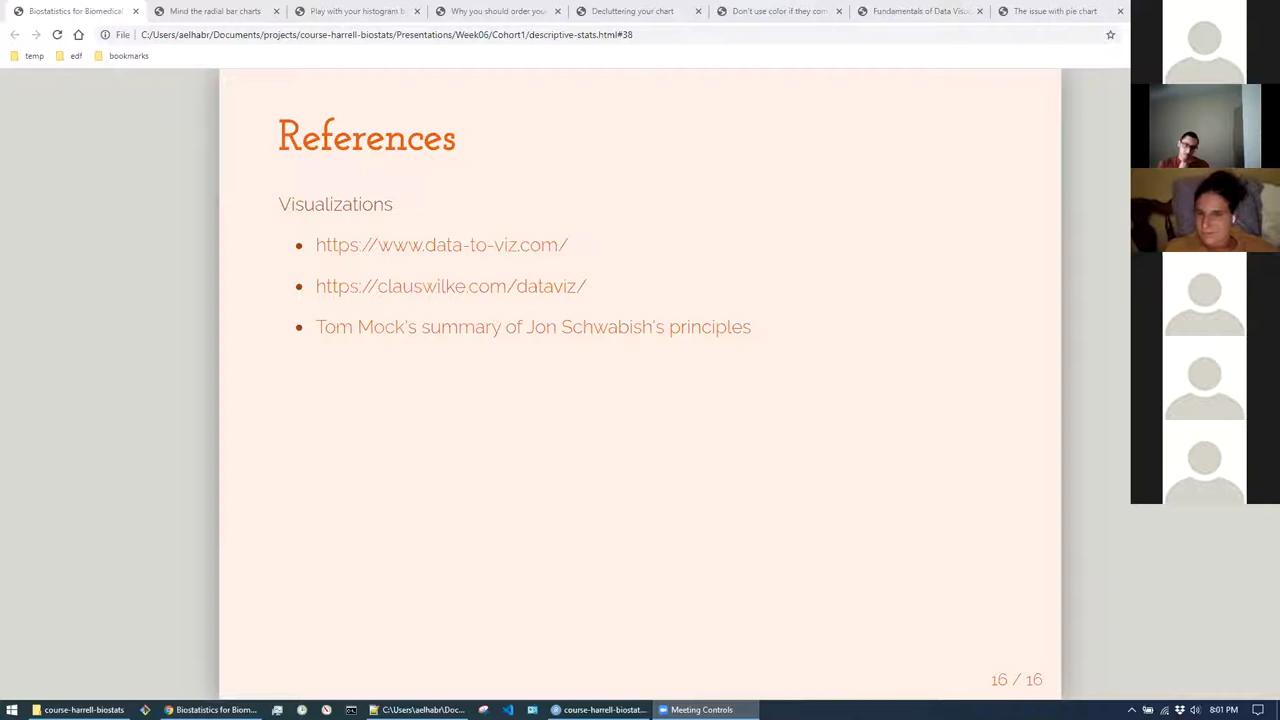 Biostatistics for Biomedical
Mind the radial bar charts
Play with your histogram b
Why you should order your
Decluttering your chart
Don't use color if they com
Fundamentals of Data Visu
The issue with pie chart
File
C:/Users/aelhabr/Documents/projects/course-harrell-biostats/Presentations/Week06/Cohort1/descriptive-stats.html#38
temp
edf
bookmarks
References
Visualizations
https://www.data-to-viz.com/
https://clauswilke.com/dataviz/
Tom Mock's summary of Jon Schwabish's principles
16 / 16
course-harrell-biostats
Biostatistics for Biom...
C:\Users\aelhabr\Doc...
course-harrell-biostat...
Meeting Controls
8:01 PM